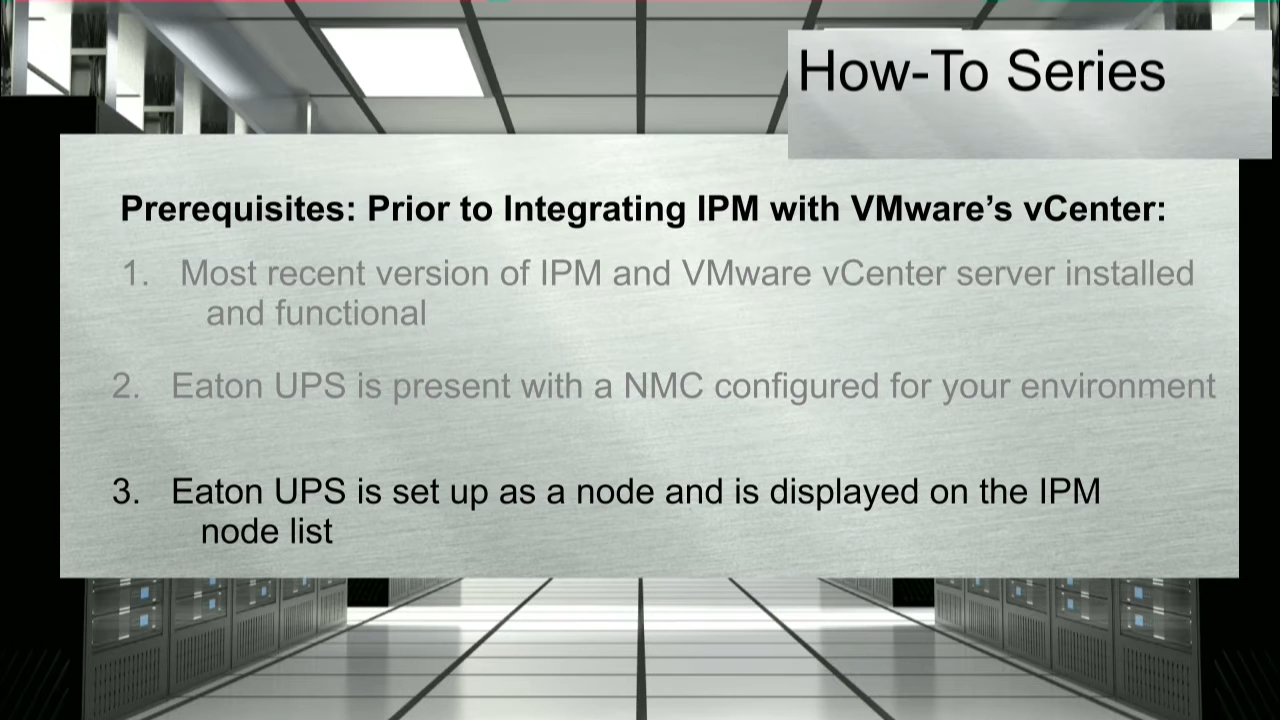 How-To Series
Prerequisites: Prior to Integrating IPM with VMware’s vCenter:
1. Most recent version of IPM and VMware vCenter server installed
and functional
2. Eaton UPS is present with a NMC configured for your environment
3. Eaton UPS is set up as a node and is displayed on the IPM
node list